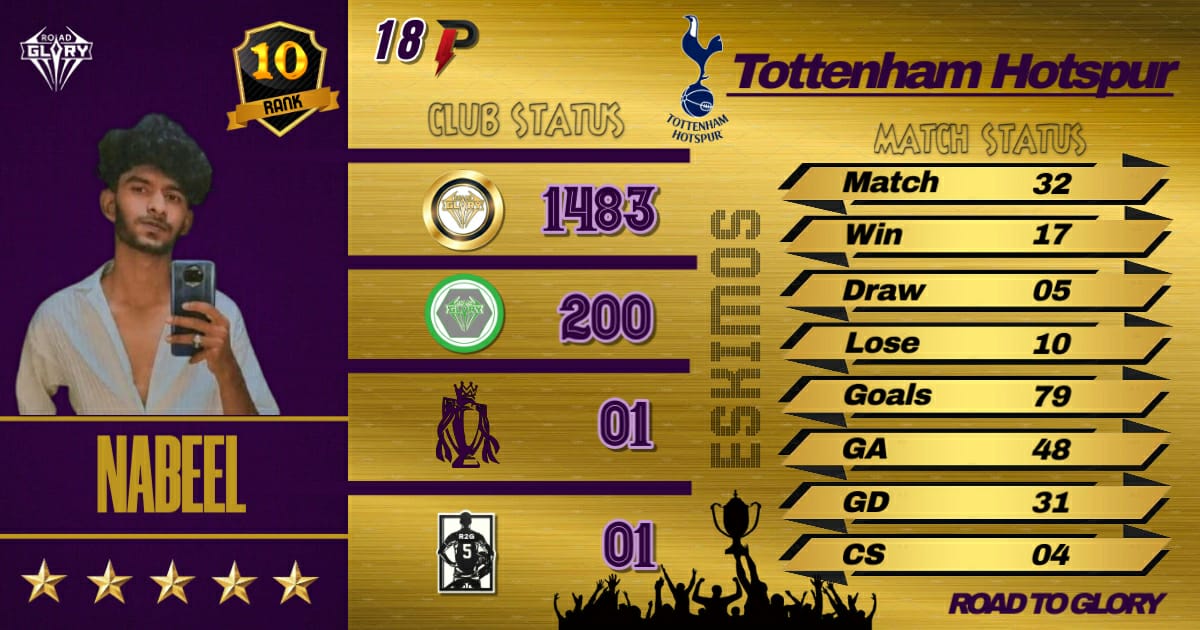 ROAD
GLORY
10
RANK
NABEEL
18 P
CLUB STATUS
GLORY
1483
GLORY
200
01
R2G
5
01
ESKIMOS
TOTTENHAM
HOTSPUR
Tottenham Hotspur
MATCH STATUS
Match 32
Win 17
Draw 05
Lose 10
Goals 79
GA 48
GD 31
CS 04
ROAD TO GLORY